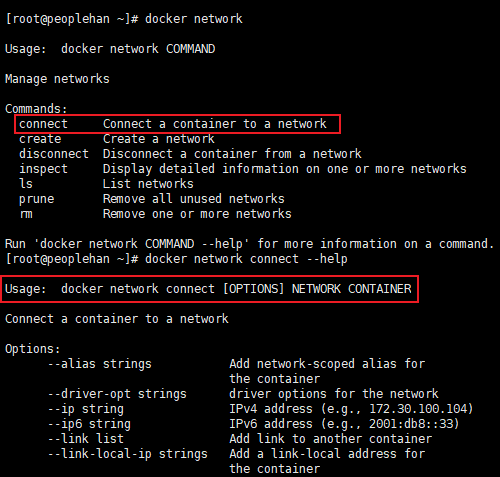 [root@peoplehan ~]# docker network
Usage:  docker network COMMAND
Manage networks
Commands:
  connect     Connect a container to a network
  create      Create a network
  disconnect  Disconnect a container from a network
  inspect     Display detailed information on one or more networks
  ls          List networks
  prune       Remove all unused networks
  rm          Remove one or more networks
Run 'docker network COMMAND --help' for more information on a command.
[root@peoplehan ~]# docker network connect --help
Usage:  docker network connect [OPTIONS] NETWORK CONTAINER
Connect a container to a network
Options:
      --alias strings           Add network-scoped alias for
                                the container
      --driver-opt strings      driver options for the network
      --ip string               IPv4 address (e.g., 172.30.100.104)
      --ip6 string              IPv6 address (e.g., 2001:db8::33)
      --link list               Add link to another container
      --link-local-ip strings   Add a link-local address for
                                the container